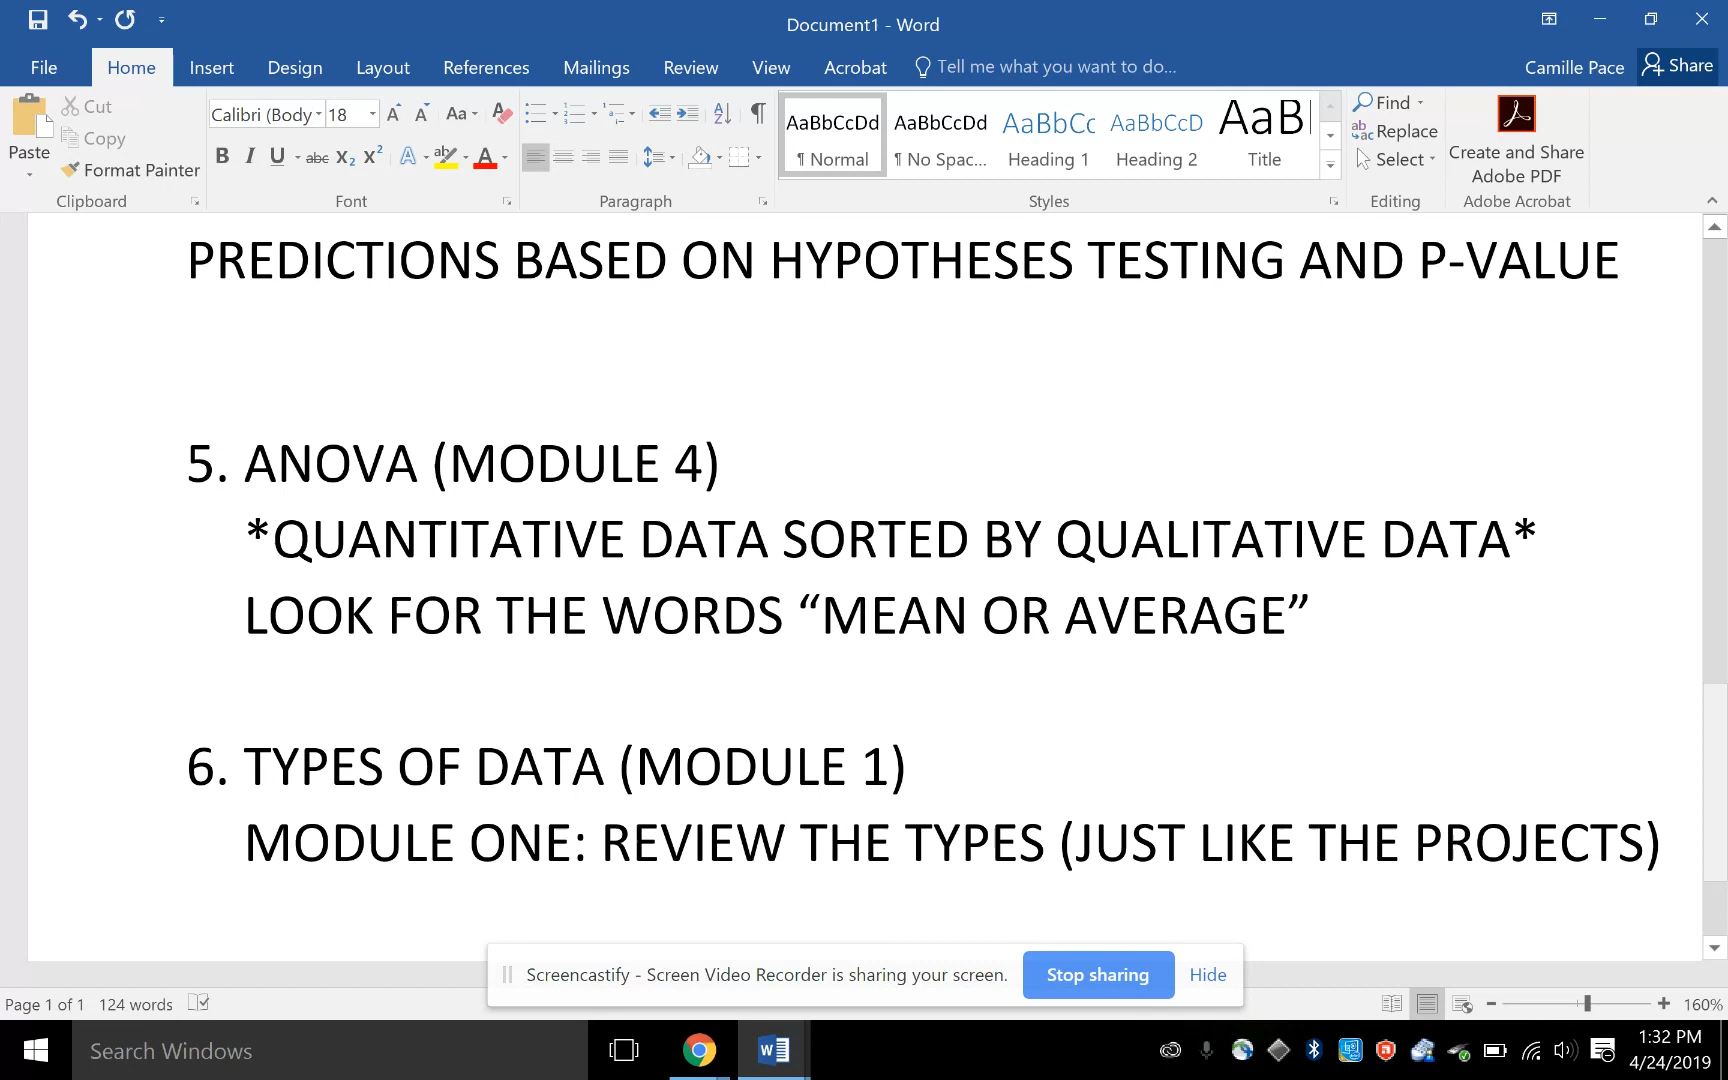 Document1 - Word
File Home Insert Design Layout References Mailings Review View Acrobat Tell me what you want to do... Camille Pace Share
Paste Cut Copy Format Painter
Calibri (Body 18 Aa
B I U abc X2 X2 A ab A
AaBbCcDd AaBbCcDd AaBbCc AaBbCcD AaB
¶ Normal ¶ No Spac... Heading 1 Heading 2 Title
Find
Replace
Select
Create and Share
Adobe PDF
Clipboard Font Paragraph Styles Editing Adobe Acrobat
PREDICTIONS BASED ON HYPOTHESES TESTING AND P-VALUE
5. ANOVA (MODULE 4)
*QUANTITATIVE DATA SORTED BY QUALITATIVE DATA*
LOOK FOR THE WORDS “MEAN OR AVERAGE”
6. TYPES OF DATA (MODULE 1)
MODULE ONE: REVIEW THE TYPES (JUST LIKE THE PROJECTS)
Screencastify - Screen Video Recorder is sharing your screen. Stop sharing Hide
Page 1 of 1 124 words 160%
Search Windows
1:32 PM
4/24/2019